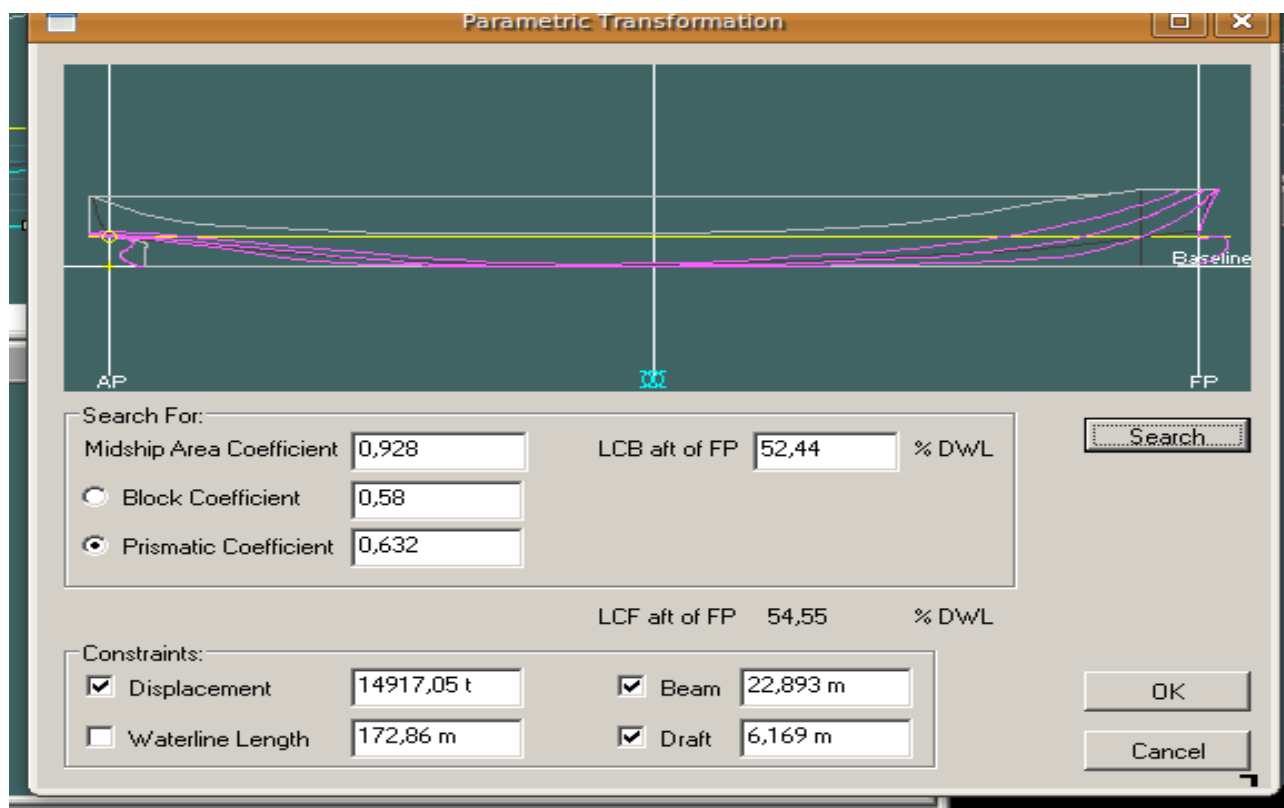 Parametric Transformation
Baseline
AP
FP
Search For:
Midship Area Coefficient 0,928 LCB aft of FP 52,44 % DWL
Search
Block Coefficient 0,58
Prismatic Coefficient 0,632
LCF aft of FP 54,55 % DWL
Constraints:
Displacement 14917,05 t Beam 22,893 m
OK
Waterline Length 172,86 m Draft 6,169 m
Cancel